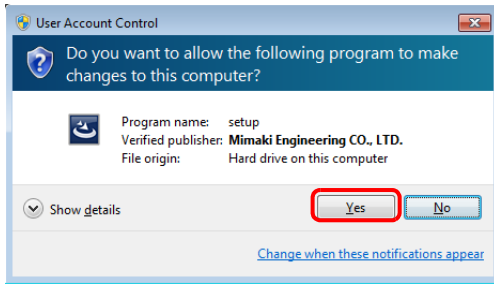 User Account Control
Do you want to allow the following program to make
changes to this computer?
Program name: setup
Verified publisher: Mimaki Engineering CO., LTD.
File origin: Hard drive on this computer
Show details
Yes
No
Change when these notifications appear